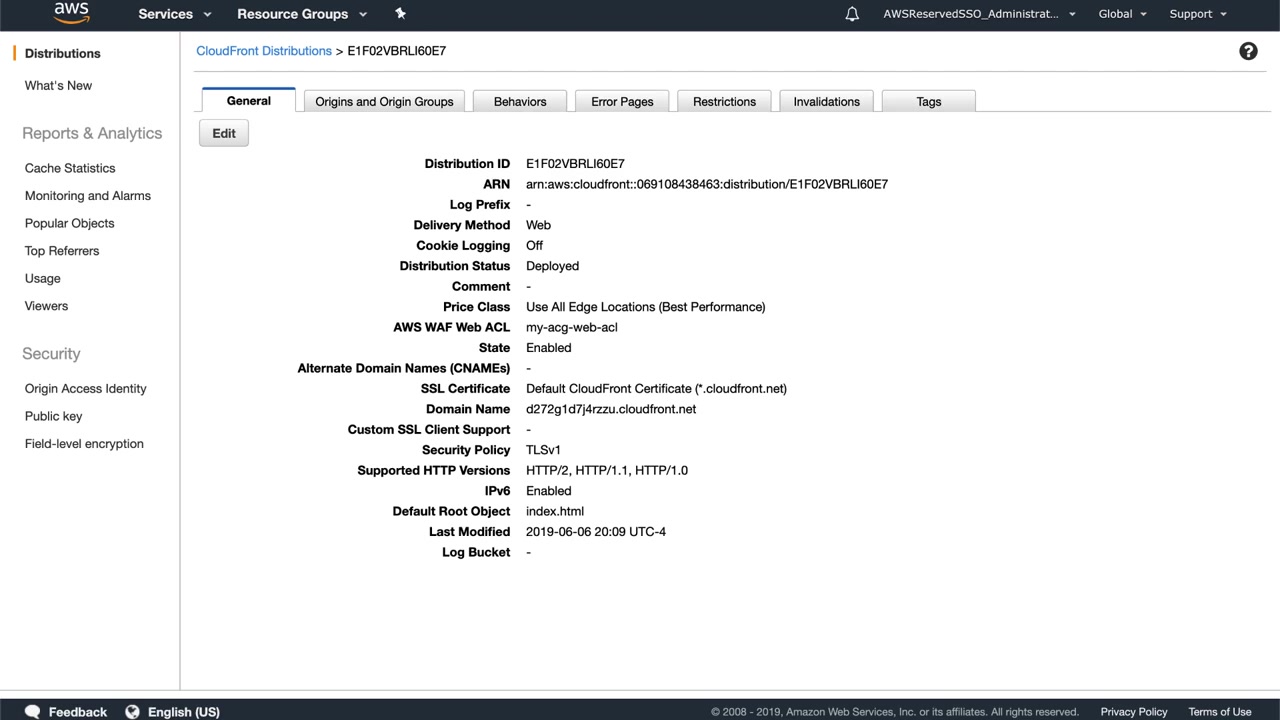 aws Services Resource Groups AWSReservedSSO_Administrat... Global Support
Distributions
What's New
Reports & Analytics
Cache Statistics
Monitoring and Alarms
Popular Objects
Top Referrers
Usage
Viewers
Security
Origin Access Identity
Public key
Field-level encryption
CloudFront Distributions > E1F02VBRLI60E7 ?
General Origins and Origin Groups Behaviors Error Pages Restrictions Invalidations Tags
Edit
Distribution ID E1F02VBRLI60E7
ARN arn:aws:cloudfront::069108438463:distribution/E1F02VBRLI60E7
Log Prefix -
Delivery Method Web
Cookie Logging Off
Distribution Status Deployed
Comment -
Price Class Use All Edge Locations (Best Performance)
AWS WAF Web ACL my-acg-web-acl
State Enabled
Alternate Domain Names (CNAMEs) -
SSL Certificate Default CloudFront Certificate (*.cloudfront.net)
Domain Name d272g1d7j4rzzu.cloudfront.net
Custom SSL Client Support -
Security Policy TLSv1
Supported HTTP Versions HTTP/2, HTTP/1.1, HTTP/1.0
IPv6 Enabled
Default Root Object index.html
Last Modified 2019-06-06 20:09 UTC-4
Log Bucket -
Feedback English (US) © 2008 - 2019, Amazon Web Services, Inc. or its affiliates. All rights reserved. Privacy Policy Terms of Use